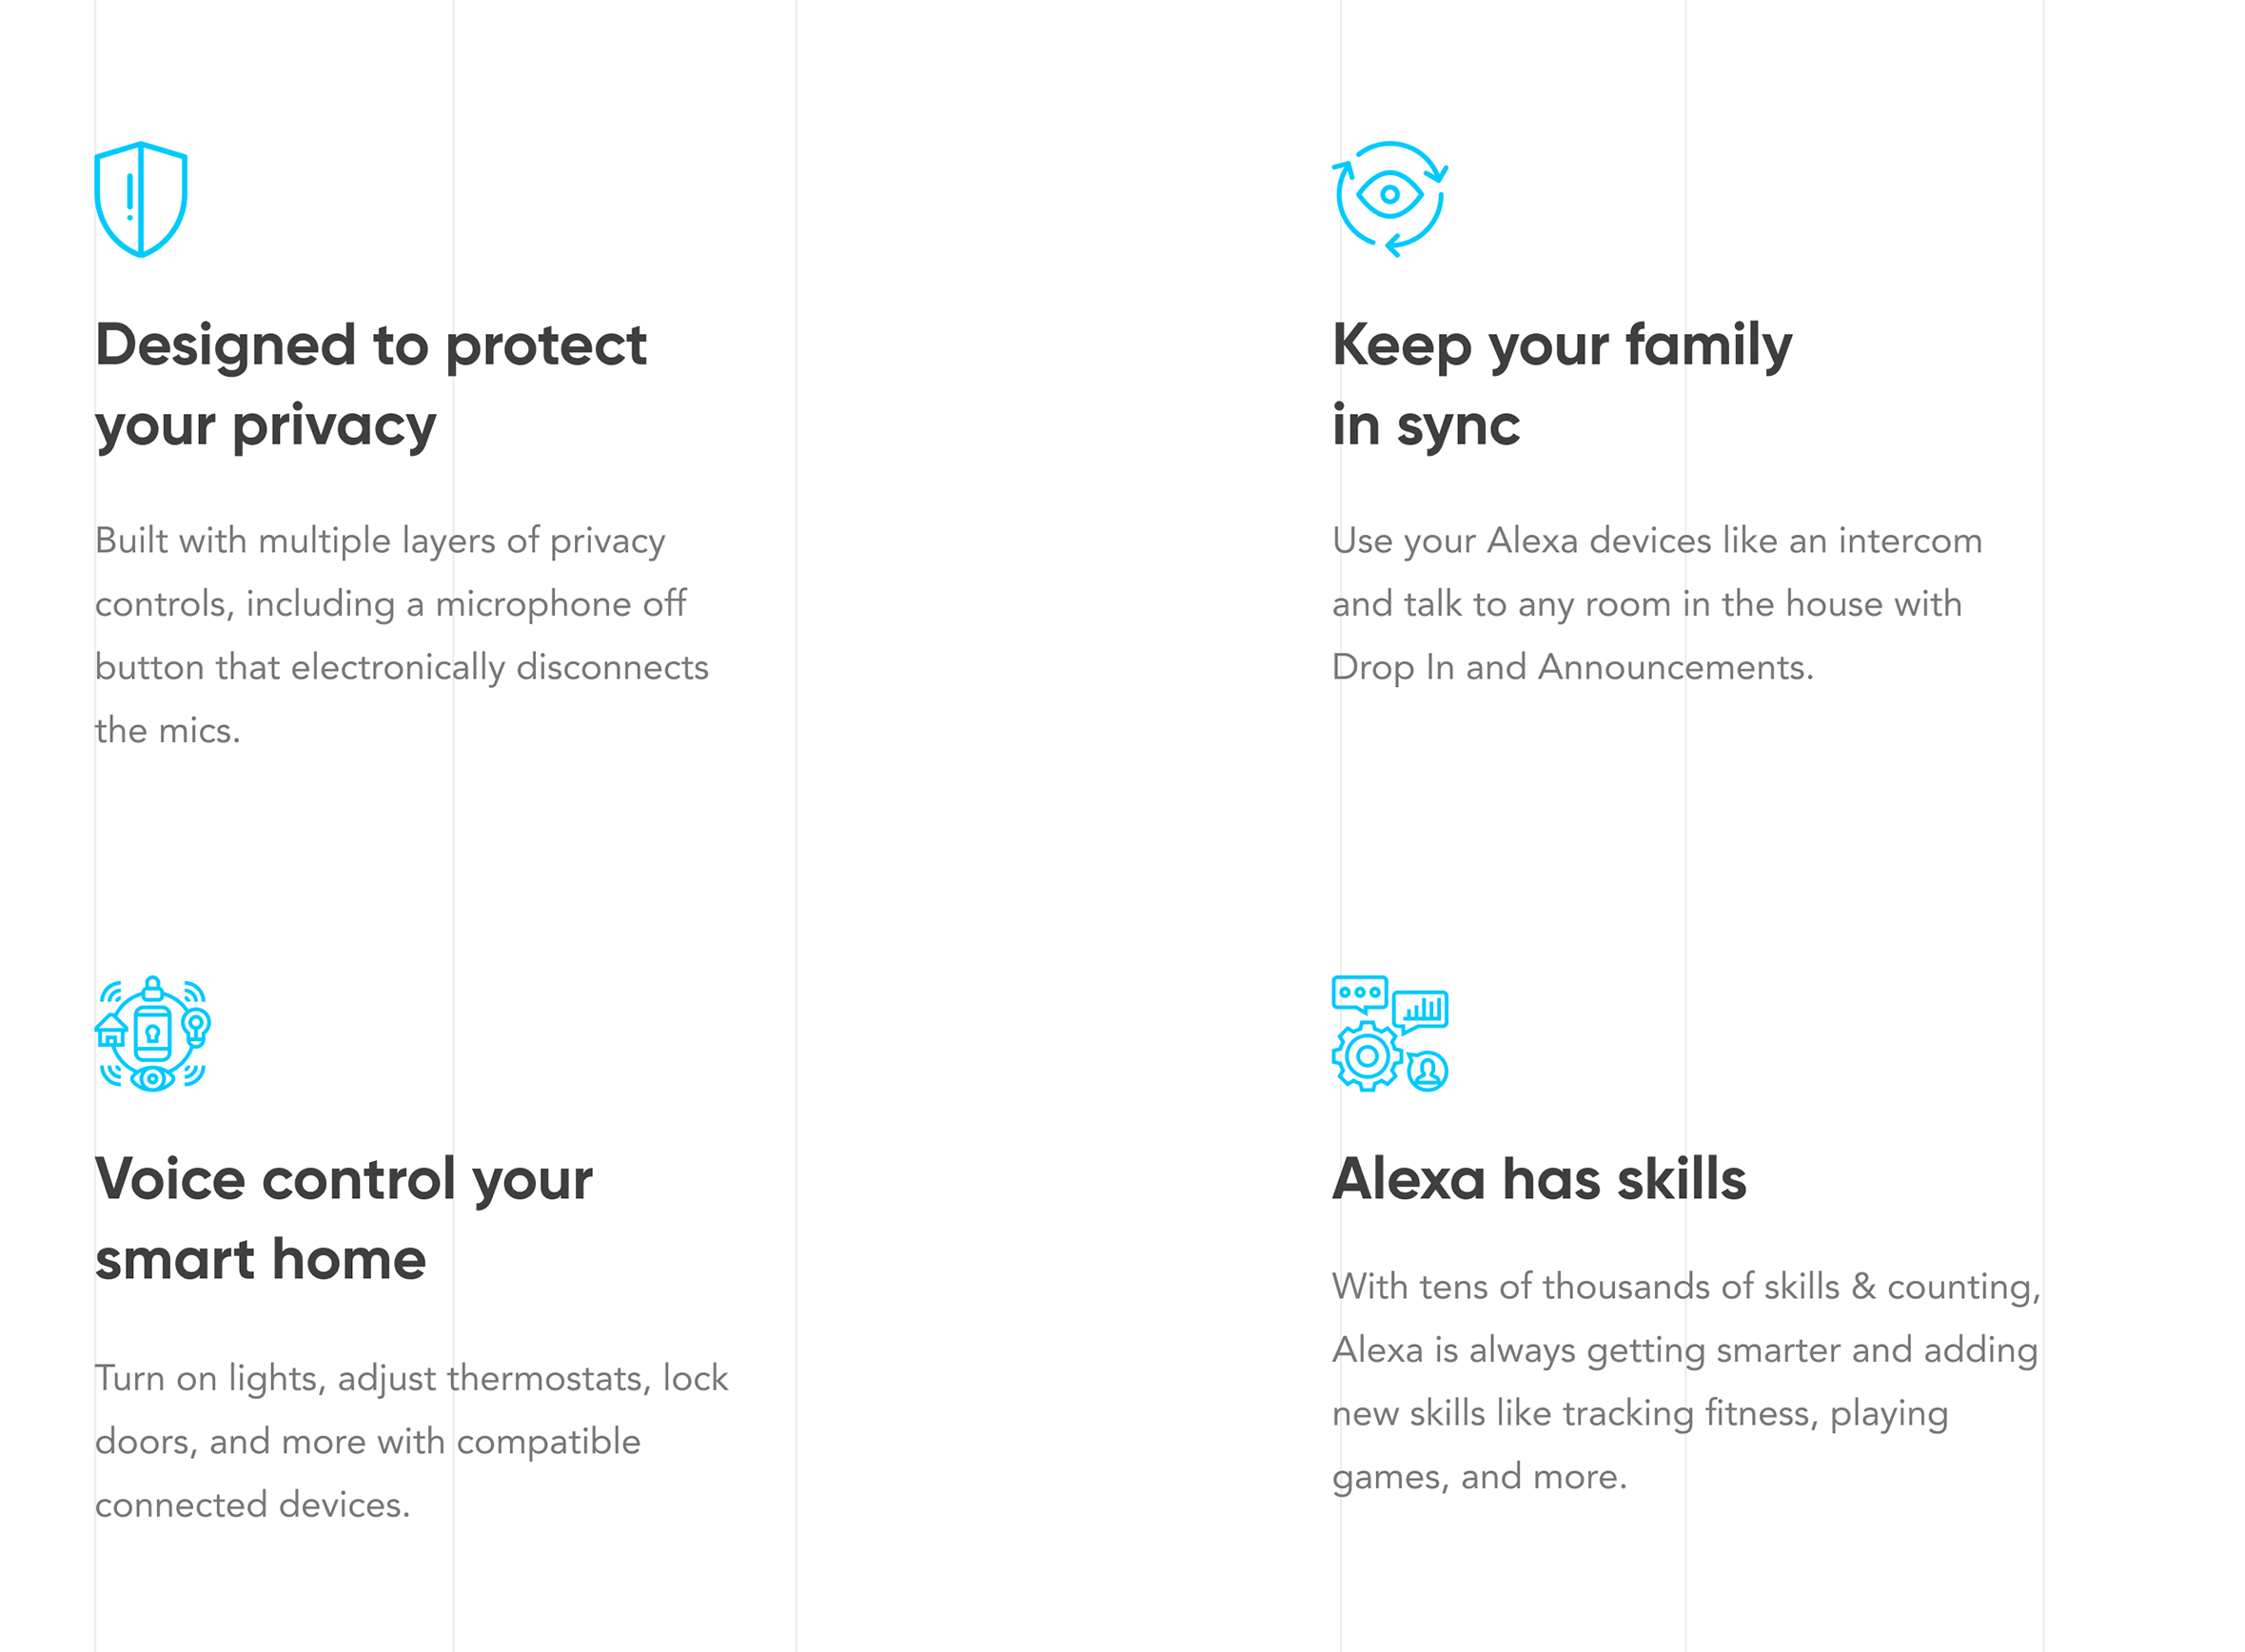 Designed to protect
your privacy
Built with multiple layers of privacy
controls, including a microphone off
button that electronically disconnects
the mics.
Keep your family
in sync
Use your Alexa devices like an intercom
and talk to any room in the house with
Drop In and Announcements.
Voice control your
smart home
Turn on lights, adjust thermostats, lock
doors, and more with compatible
connected devices.
Alexa has skills
With tens of thousands of skills & counting,
Alexa is always getting smarter and adding
new skills like tracking fitness, playing
games, and more.